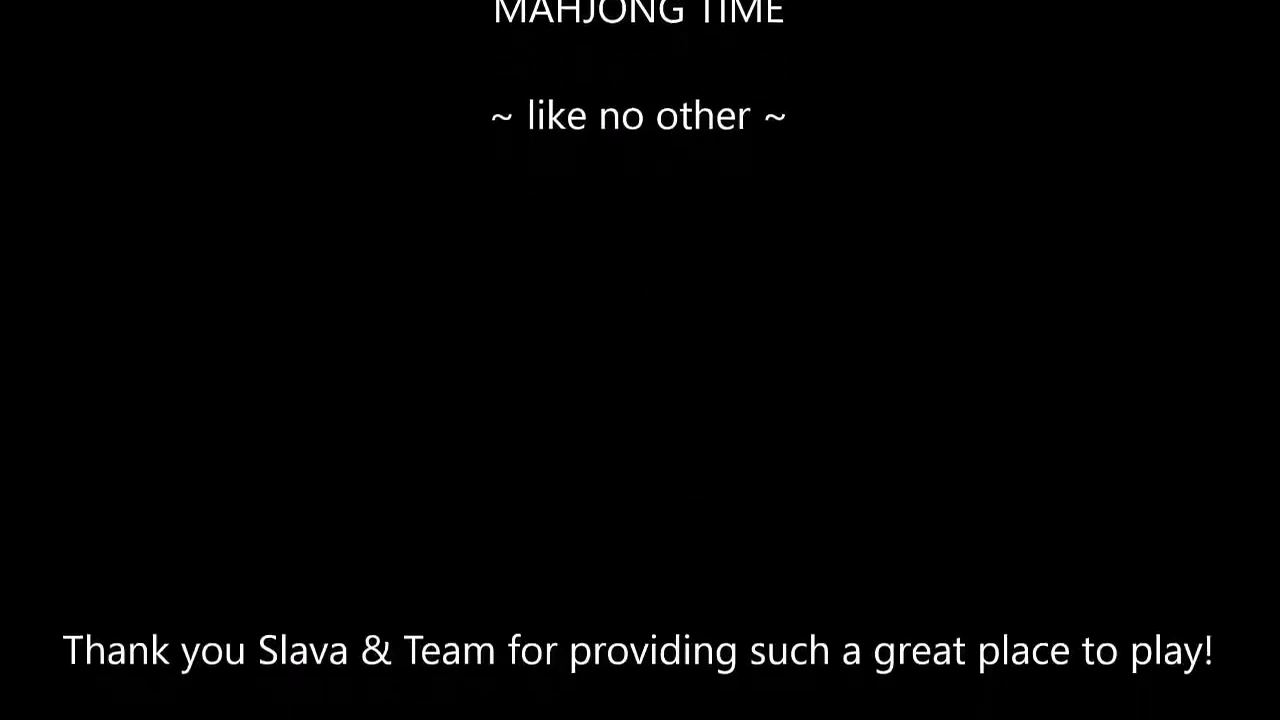 MAHJONG TIME
~ like no other ~
Thank you Slava & Team for providing such a great place to play!